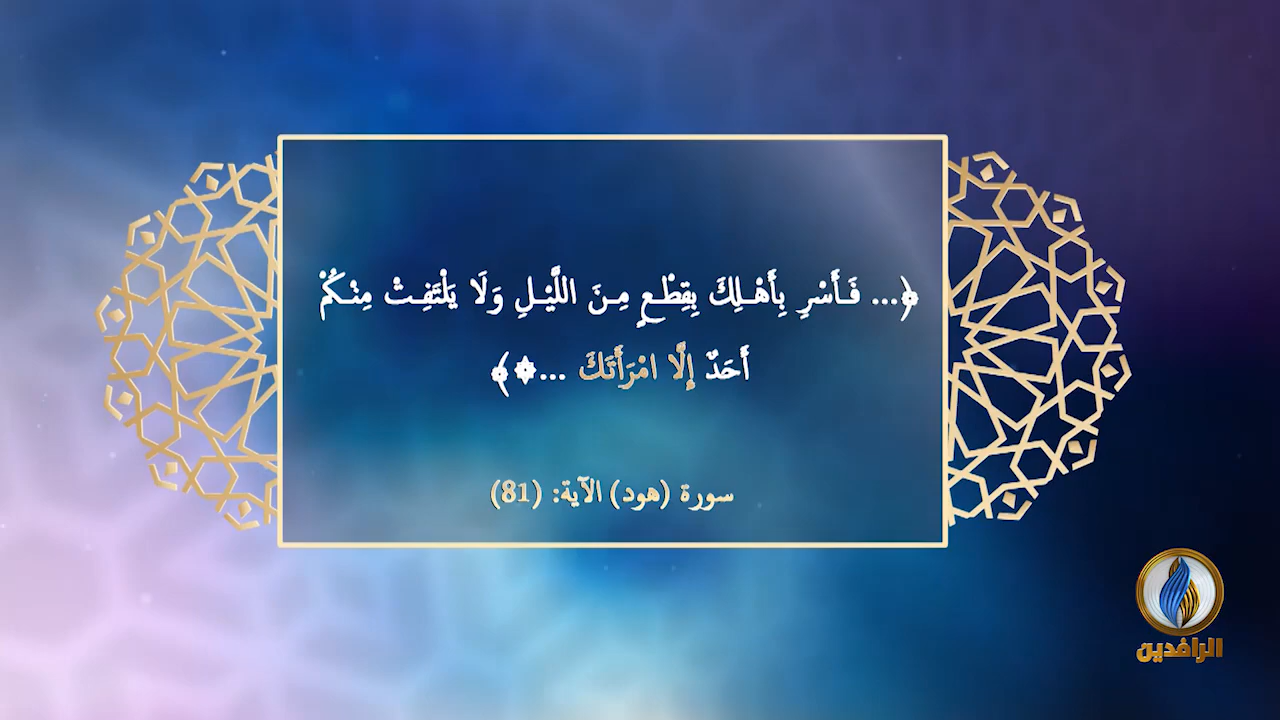 ﴿... فَأَسْرِ بِأَهْلِكَ بِقِطْعٍ مِنَ اللَّيْلِ وَلَا يَلْتَفِتْ مِنْكُمْ
أَحَدٌ إِلَّا امْرَأَتَكَ ...۞﴾
سورة (هود) الآية: (81)
الرافدين